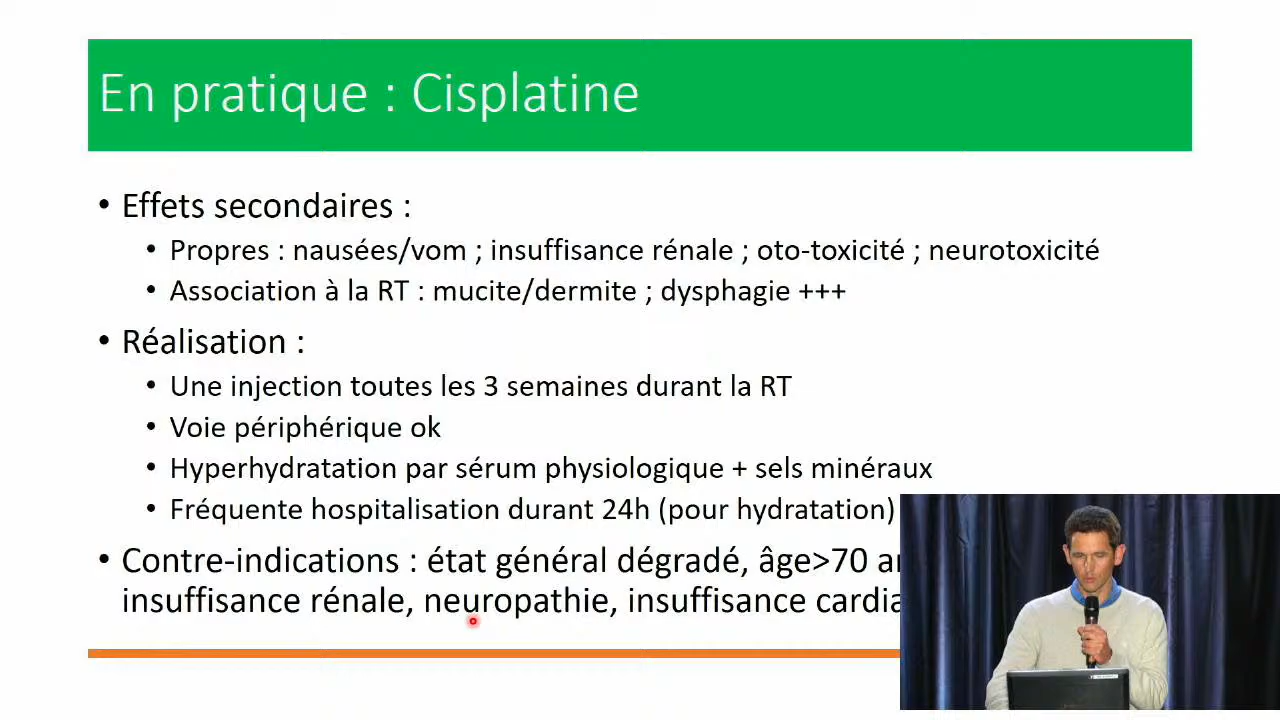 En pratique : Cisplatine
• Effets secondaires :
• Propres : nausées/vom ; insuffisance rénale ; oto-toxicité ; neurotoxicité
• Association à la RT : mucite/dermite ; dysphagie +++
• Réalisation :
• Une injection toutes les 3 semaines durant la RT
• Voie périphérique ok
• Hyperhydratation par sérum physiologique + sels minéraux
• Fréquente hospitalisation durant 24h (pour hydratation)
• Contre-indications : état général dégradé, âge>70
insuffisance rénale, neuropathie, insuffisance